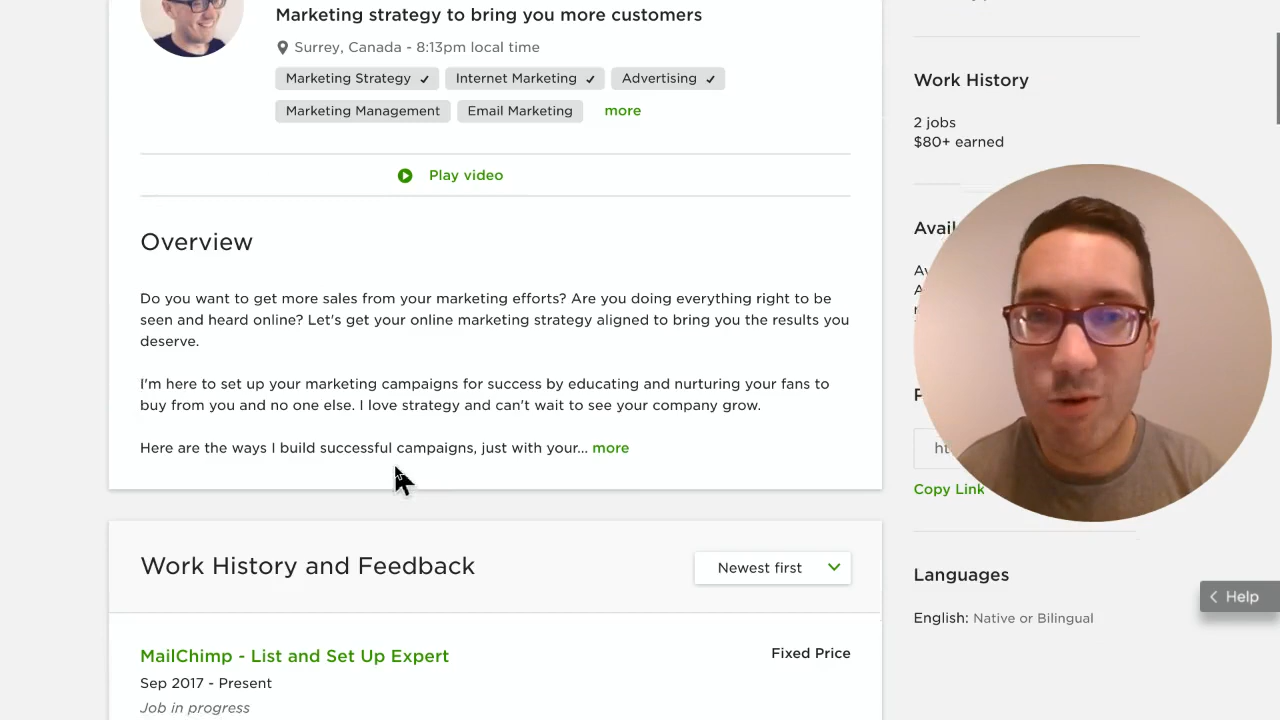 Marketing strategy to bring you more customers
Surrey, Canada - 8:13pm local time
Marketing Strategy ✔ Internet Marketing ✔ Advertising ✔
Marketing Management Email Marketing more
Play video
Overview
Do you want to get more sales from your marketing efforts? Are you doing everything right to be
seen and heard online? Let's get your online marketing strategy aligned to bring you the results you
deserve.
I'm here to set up your marketing campaigns for success by educating and nurturing your fans to
buy from you and no one else. I love strategy and can't wait to see your company grow.
Here are the ways I build successful campaigns, just with your... more
Work History and Feedback
Newest first
MailChimp - List and Set Up Expert
Fixed Price
Sep 2017 - Present
Job in progress
Work History
2 jobs
$80+ earned
Copy Link
Languages
English: Native or Bilingual
Help